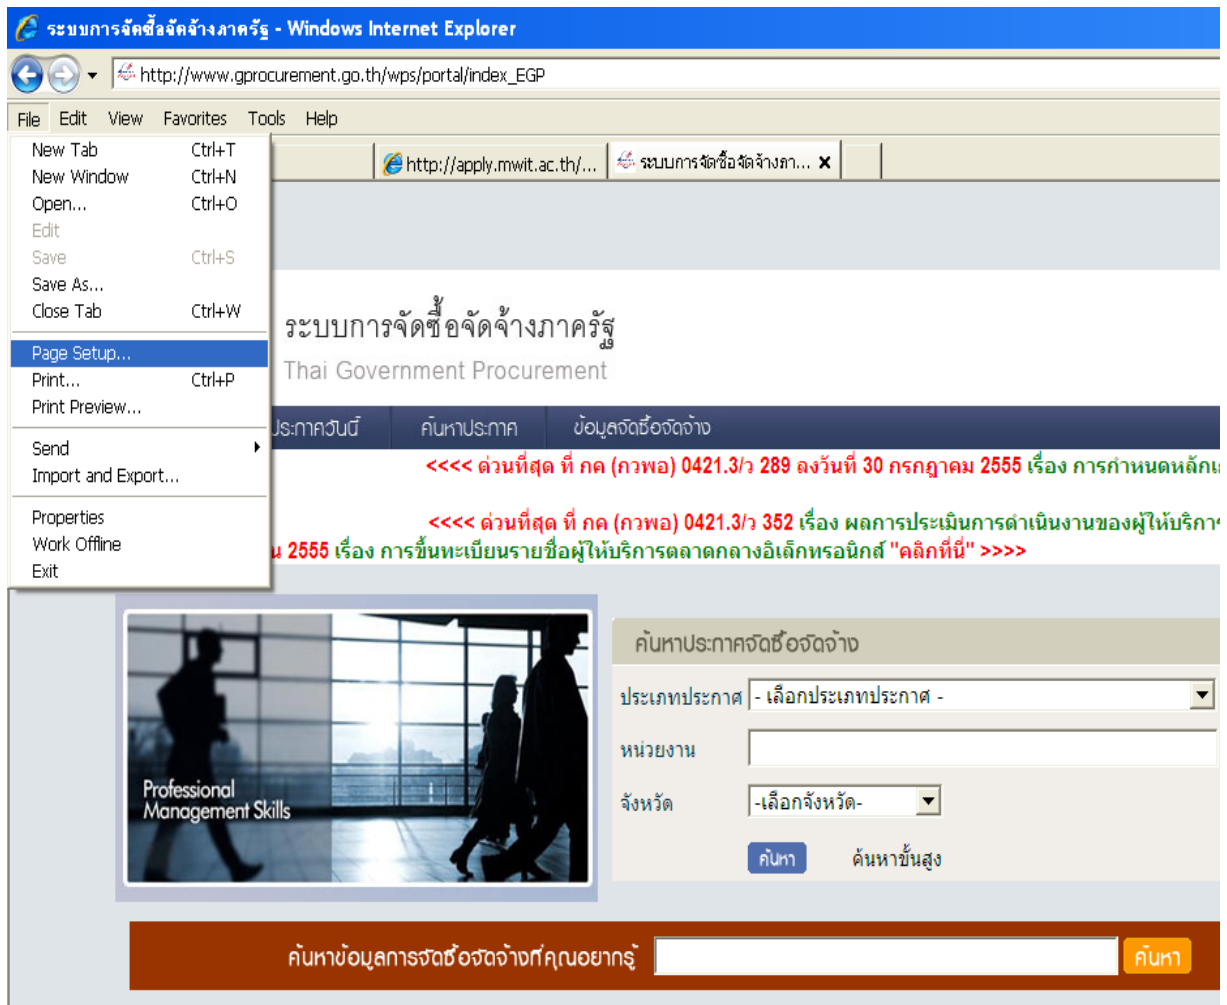 ระบบการจัดซื้อจัดจ้างภาครัฐ - Windows Internet Explorer
http://www.gprocurement.go.th/wps/portal/index_EGP
File Edit View Favorites Tools Help
New Tab Ctrl+T
New Window Ctrl+N
Open... Ctrl+O
Edit
Save Ctrl+S
Save As...
Close Tab Ctrl+W
Page Setup...
Print... Ctrl+P
Print Preview...
Send
Import and Export...
Properties
Work Offline
Exit
http://apply.mwit.ac.th/... ระบบการจัดซื้อจัดจ้างภา... X
ระบบการจัดซื้อจัดจ้างภาครัฐ
Thai Government Procurement
ประกาศวันนี้ ค้นหาประกาศ ข้อมูลจัดซื้อจัดจ้าง
<<<< ด่วนที่สุด ที่ กค (กวพอ) 0421.3/ว 289 ลงวันที่ 30 กรกฎาคม 2555 เรื่อง การกำหนดหลักเก
<<<< ด่วนที่สุด ที่ กค (กวพอ) 0421.3/ว 352 เรื่อง ผลการประเมินการดำเนินงานของผู้ให้บริการ
น 2555 เรื่อง การขึ้นทะเบียนรายชื่อผู้ให้บริการตลาดกลางอิเล็กทรอนิกส์ "คลิกที่นี่" >>>>
Professional
Management Skills
ค้นหาประกาศจัดซื้อจัดจ้าง
ประเภทประกาศ - เลือกประเภทประกาศ -
หน่วยงาน
จังหวัด -เลือกจังหวัด-
ค้นหา ค้นหาขั้นสูง
ค้นหาข้อมูลการจัดซื้อจัดจ้างที่คุณอยากรู้ ค้นหา